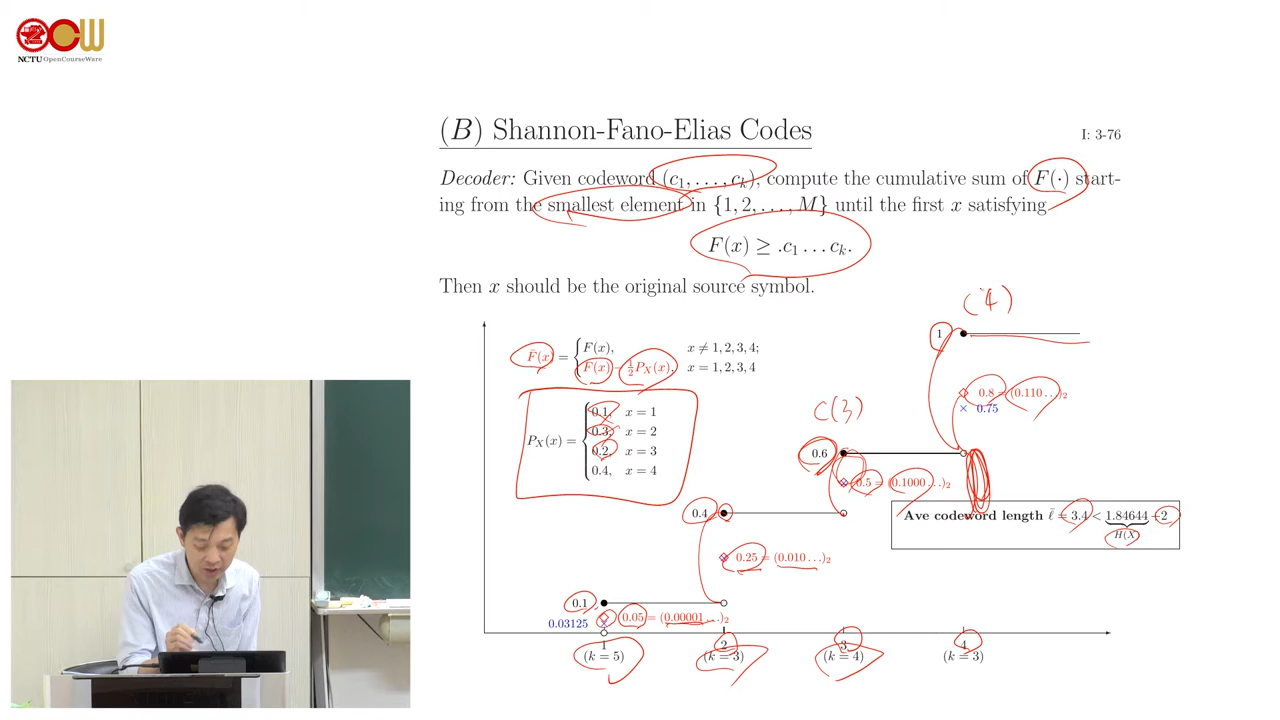 NCTU OpenCourseWare
(B) Shannon-Fano-Elias Codes
I: 3-76
Decoder: Given codeword (c₁, . . . , cₖ), compute the cumulative sum of F(·) start-
ing from the smallest element in {1, 2, . . . , M} until the first x satisfying
F(x) ≥ .c₁ . . . cₖ.
Then x should be the original source symbol.
F̄(x) = { F(x), x ≠ 1, 2, 3, 4;
F(x) − ½P_X(x), x = 1, 2, 3, 4
P_X(x) = { 0.1, x = 1
0.3, x = 2
0.2, x = 3
0.4, x = 4
C(4)
1
0.8 = (0.110 . . .)₂
0.75
C(3)
0.6
0.5 = (0.1000 . . .)₂
0.4
Ave codeword length ℓ̄ = 3.4 < 1.84644 + 2
H(X)
0.25 = (0.010 . . .)₂
0.1
0.05 = (0.00001 . . .)₂
0.03125
1 2 3 4
(k = 5) (k = 3) (k = 4) (k = 3)